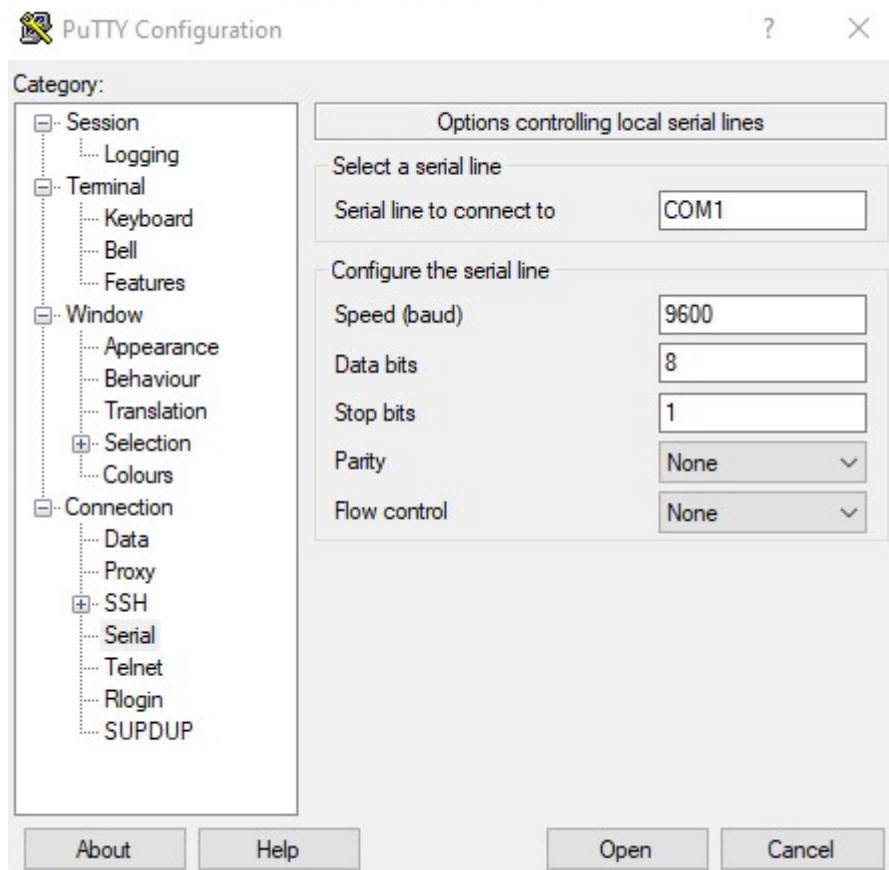 PuTTY Configuration
Category:
Session
Logging
Terminal
Keyboard
Bell
Features
Window
Appearance
Behaviour
Translation
Selection
Colours
Connection
Data
Proxy
SSH
Serial
Telnet
Rlogin
SUPDUP
Options controlling local serial lines
Select a serial line
Serial line to connect to COM1
Configure the serial line
Speed (baud) 9600
Data bits 8
Stop bits 1
Parity None
Flow control None
About Help Open Cancel